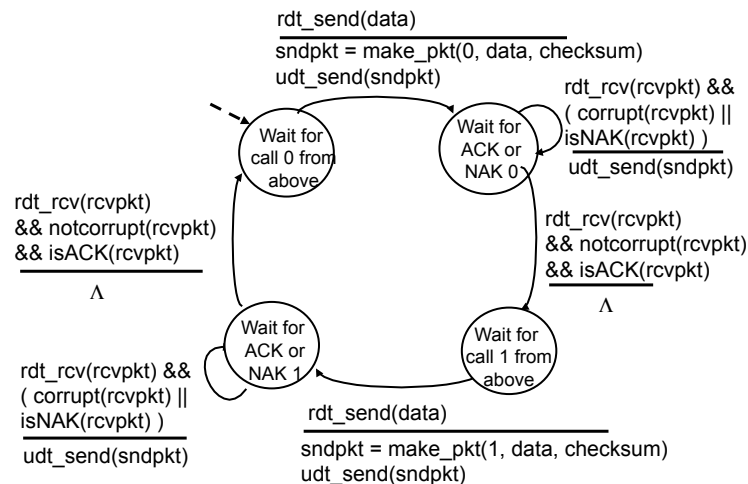 rdt_send(data)
sndpkt = make_pkt(0, data, checksum)
udt_send(sndpkt)
Wait for
call 0 from
above
Wait for
ACK or
NAK 0
rdt_rcv(rcvpkt) &&
( corrupt(rcvpkt) ||
isNAK(rcvpkt) )
udt_send(sndpkt)
rdt_rcv(rcvpkt)
&& notcorrupt(rcvpkt)
&& isACK(rcvpkt)
Λ
rdt_rcv(rcvpkt)
&& notcorrupt(rcvpkt)
&& isACK(rcvpkt)
Λ
Wait for
ACK or
NAK 1
Wait for
call 1 from
above
rdt_rcv(rcvpkt) &&
( corrupt(rcvpkt) ||
isNAK(rcvpkt) )
udt_send(sndpkt)
rdt_send(data)
sndpkt = make_pkt(1, data, checksum)
udt_send(sndpkt)